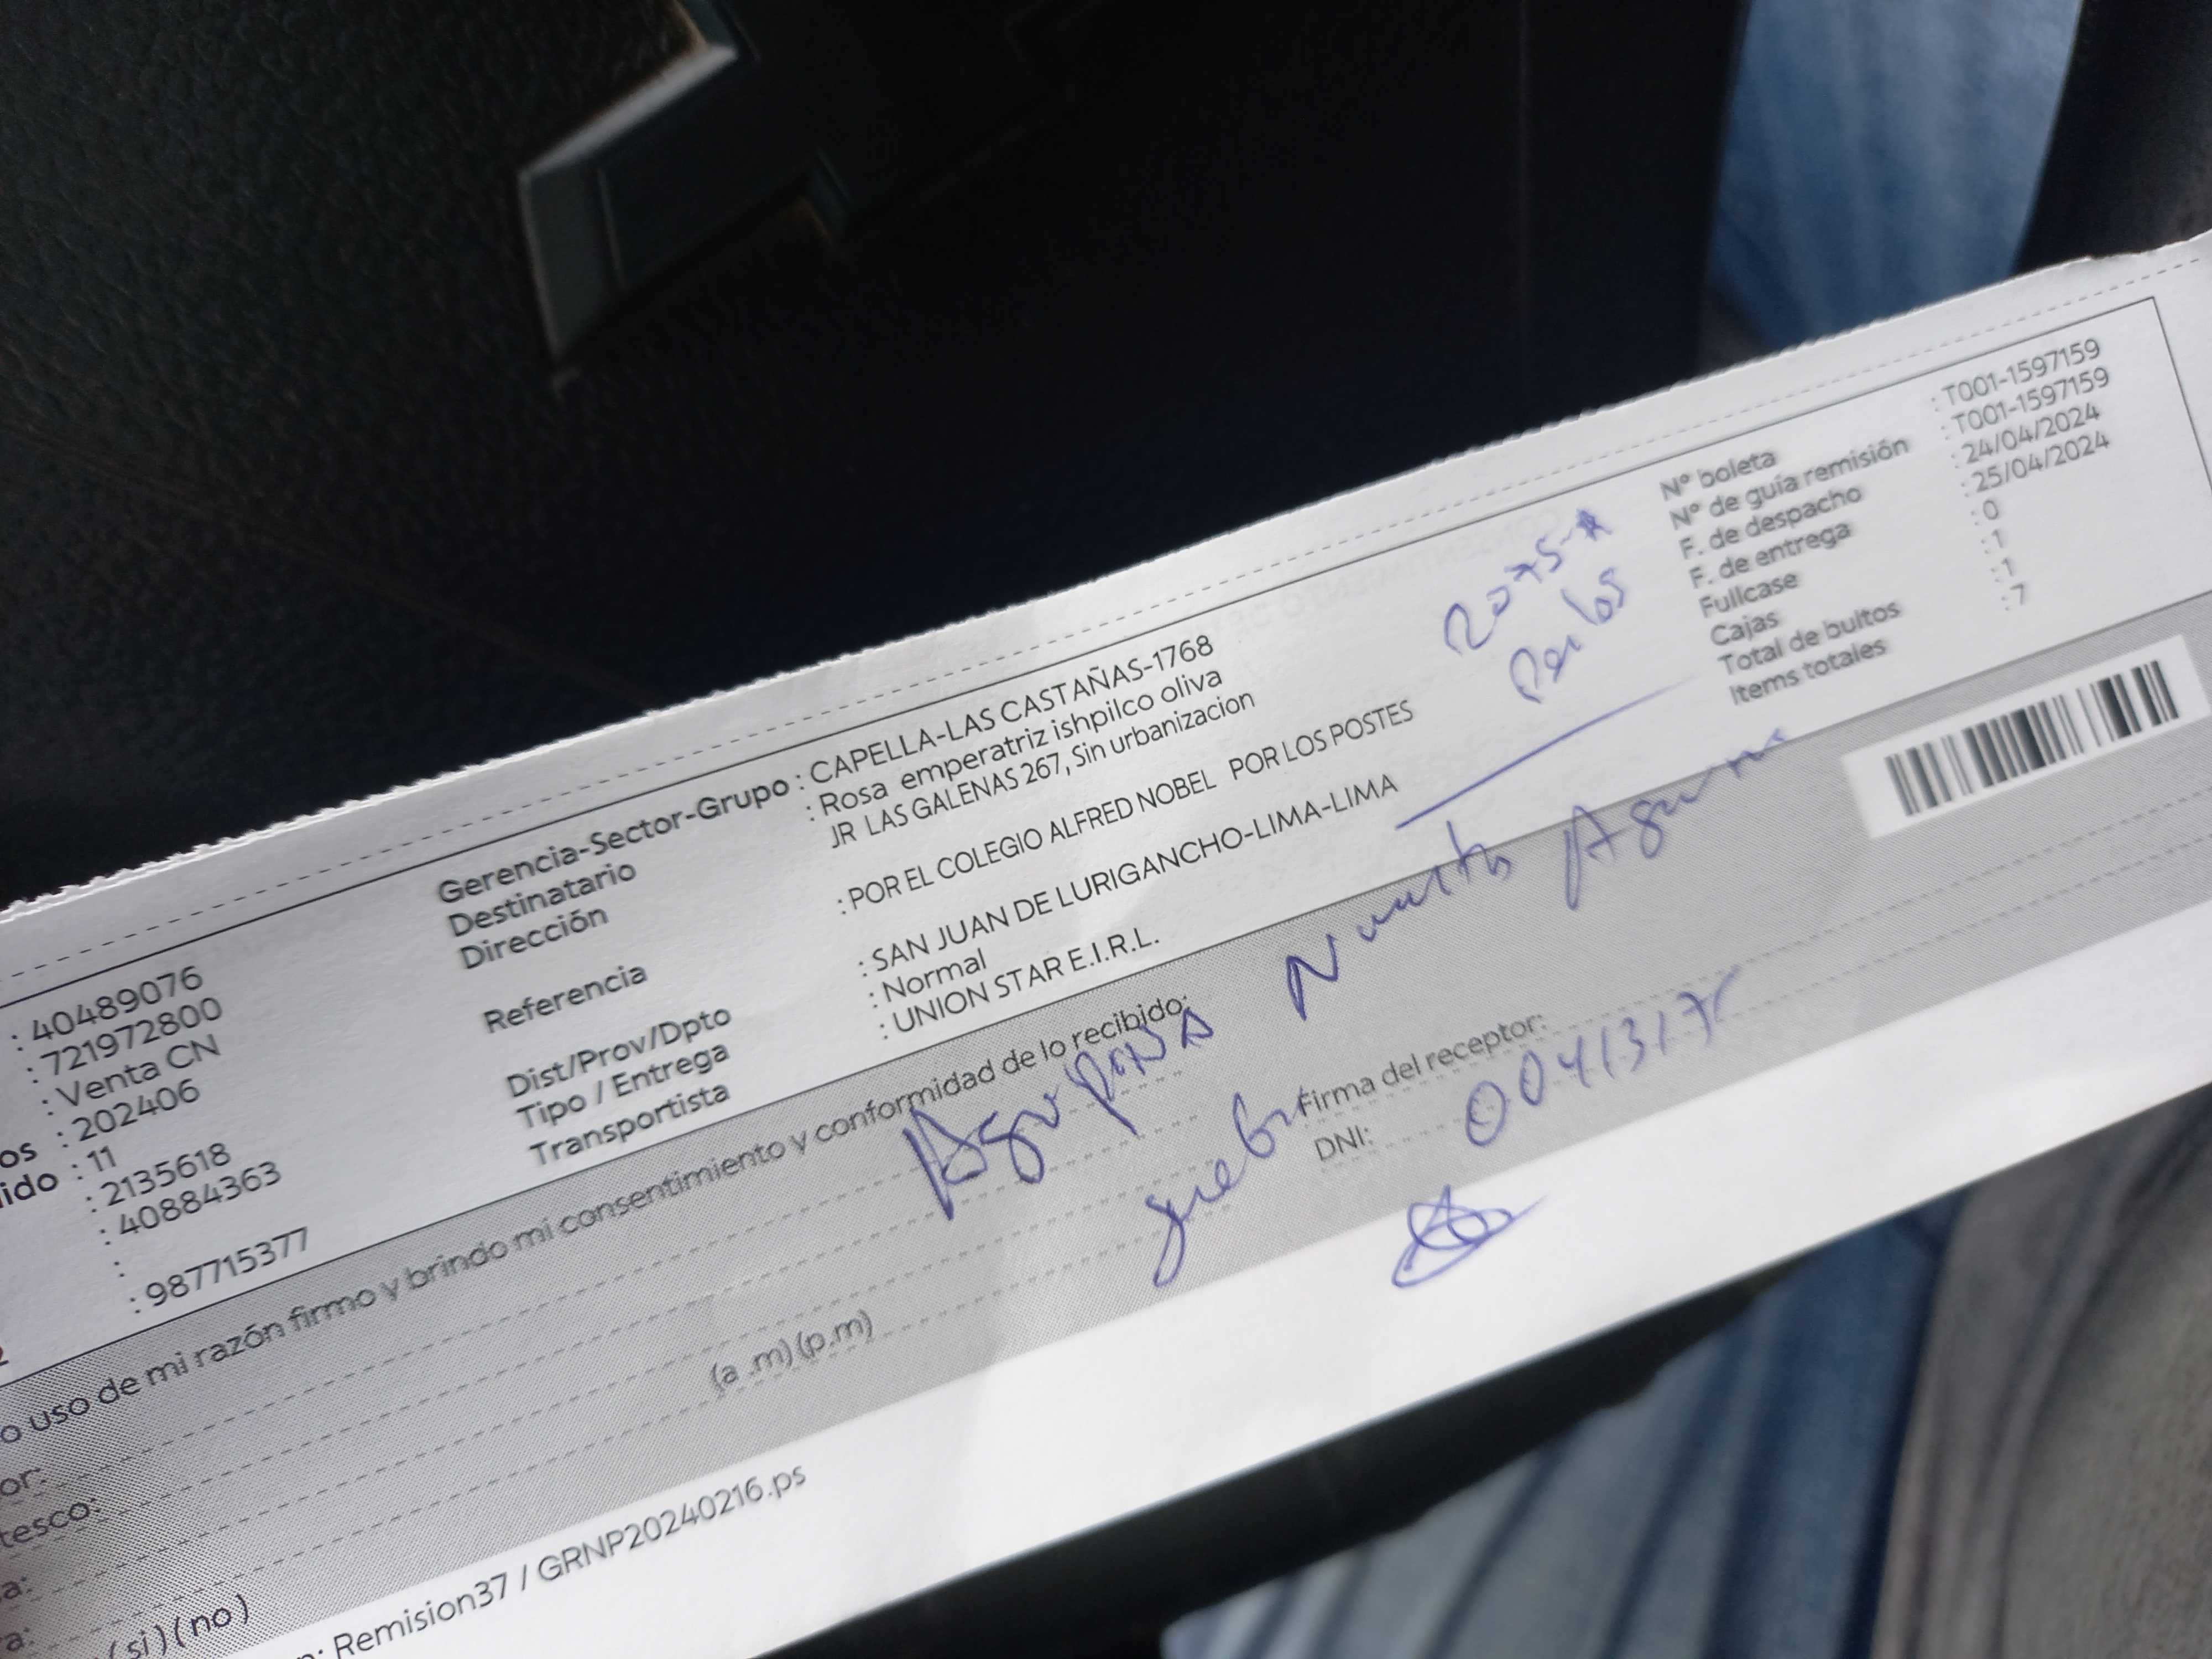 : 40489076
: 721972800
: Venta CN
os : 202406
ido : 11
: 2135618
: 40884363
:
: 987715377
Gerencia-Sector-Grupo : CAPELLA-LAS CASTAÑAS-1768
Destinatario : Rosa emperatriz ishpilco oliva
Dirección : JR LAS GALENAS 267, Sin urbanizacion
Referencia : POR EL COLEGIO ALFRED NOBEL POR LOS POSTES
Dist/Prov/Dpto : SAN JUAN DE LURIGANCHO-LIMA-LIMA
Tipo / Entrega : Normal
Transportista : UNION STAR E.I.R.L.
N° boleta : T001-1597159
N° de guía remisión : T001-1597159
F. de despacho : 24/04/2024
F. de entrega : 25/04/2024
Fullcase : 0
Cajas : 1
Total de bultos : 1
Items totales : 7
o uso de mi razón firmo y brindo mi consentimiento y conformidad de lo recibido:
or:
tesco:
a:
a:
(a .m) (p.m)
(si) (no)
Firma del receptor:
DNI:
n: Remision37 / GRNP20240216.ps